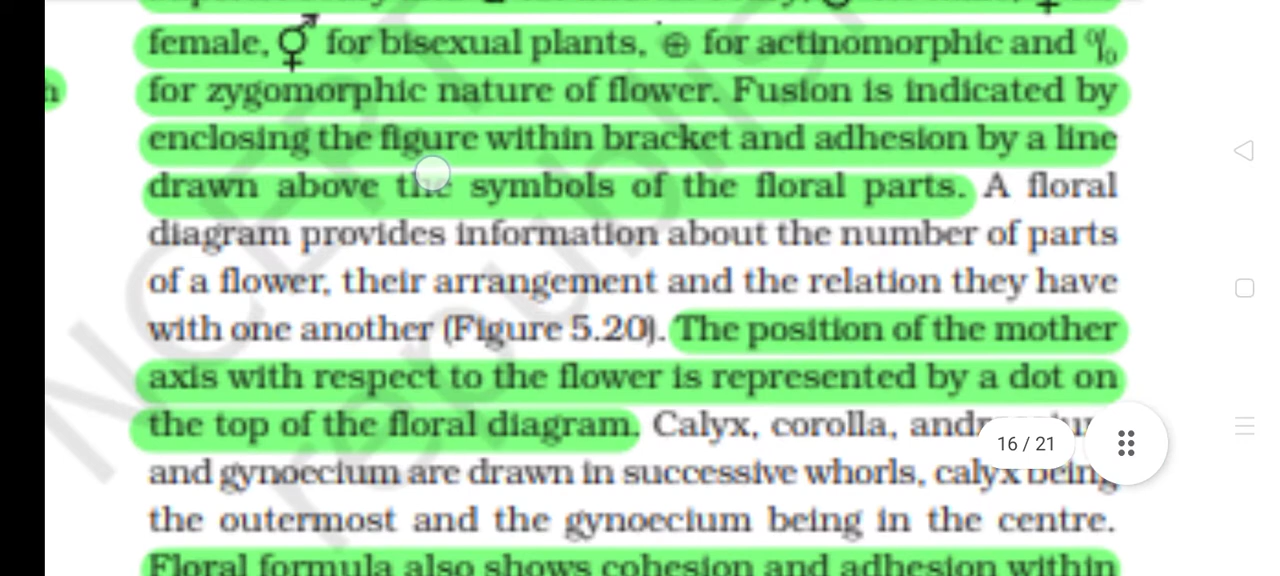 female, ⚥ for bisexual plants, ⊕ for actinomorphic and %
for zygomorphic nature of flower. Fusion is indicated by
enclosing the figure within bracket and adhesion by a line
drawn above the symbols of the floral parts. A floral
diagram provides information about the number of parts
of a flower, their arrangement and the relation they have
with one another (Figure 5.20). The position of the mother
axis with respect to the flower is represented by a dot on
the top of the floral diagram. Calyx, corolla,
16 / 21
and gynoecium are drawn in successive whorls, calyx being
the outermost and the gynoecium being in the centre.
Floral formula also shows cohesion and adhesion within
NCERT
republis